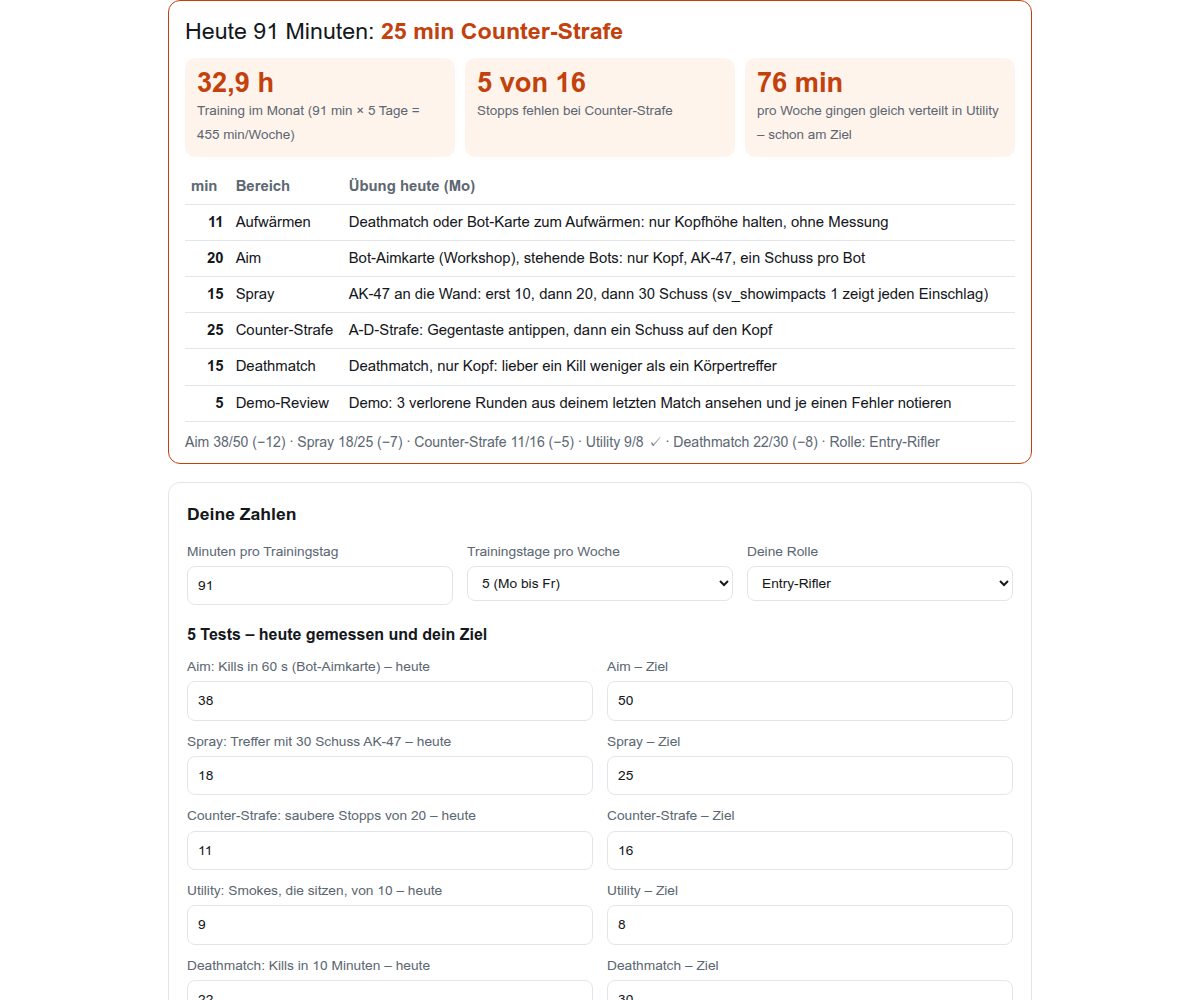 Heute 91 Minuten: 25 min Counter-Strafe
32,9 h
Training im Monat (91 min × 5 Tage =
455 min/Woche)
5 von 16
Stopps fehlen bei Counter-Strafe
76 min
pro Woche gingen gleich verteilt in Utility
– schon am Ziel
min Bereich Übung heute (Mo)
11 Aufwärmen Deathmatch oder Bot-Karte zum Aufwärmen: nur Kopfhöhe halten, ohne Messung
20 Aim Bot-Aimkarte (Workshop), stehende Bots: nur Kopf, AK-47, ein Schuss pro Bot
15 Spray AK-47 an die Wand: erst 10, dann 20, dann 30 Schuss (sv_showimpacts 1 zeigt jeden Einschlag)
25 Counter-Strafe A-D-Strafe: Gegentaste antippen, dann ein Schuss auf den Kopf
15 Deathmatch Deathmatch, nur Kopf: lieber ein Kill weniger als ein Körpertreffer
5 Demo-Review Demo: 3 verlorene Runden aus deinem letzten Match ansehen und je einen Fehler notieren
Aim 38/50 (−12) · Spray 18/25 (−7) · Counter-Strafe 11/16 (−5) · Utility 9/8 ✓ · Deathmatch 22/30 (−8) · Rolle: Entry-Rifler
Deine Zahlen
Minuten pro Trainingstag Trainingstage pro Woche Deine Rolle
91 5 (Mo bis Fr) Entry-Rifler
5 Tests – heute gemessen und dein Ziel
Aim: Kills in 60 s (Bot-Aimkarte) – heute Aim – Ziel
38 50
Spray: Treffer mit 30 Schuss AK-47 – heute Spray – Ziel
18 25
Counter-Strafe: saubere Stopps von 20 – heute Counter-Strafe – Ziel
11 16
Utility: Smokes, die sitzen, von 10 – heute Utility – Ziel
9 8
Deathmatch: Kills in 10 Minuten – heute Deathmatch – Ziel
22 30